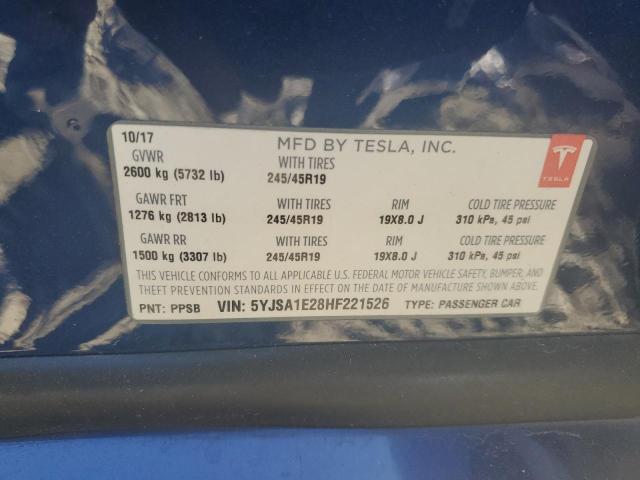 10/17 MFD BY TESLA, INC.
GVWR WITH TIRES
2600 kg (5732 lb) 245/45R19
TESLA
GAWR FRT WITH TIRES RIM COLD TIRE PRESSURE
1276 kg (2813 lb) 245/45R19 19X8.0 J 310 kPa, 45 psi
GAWR RR WITH TIRES RIM COLD TIRE PRESSURE
1500 kg (3307 lb) 245/45R19 19X8.0 J 310 kPa, 45 psi
THIS VEHICLE CONFORMS TO ALL APPLICABLE U.S. FEDERAL MOTOR VEHICLE SAFETY, BUMPER, AND
THEFT PREVENTION STANDARDS IN EFFECT ON THE DATE OF MANUFACTURE SHOWN ABOVE.
PNT: PPSB VIN: 5YJSA1E28HF221526 TYPE: PASSENGER CAR